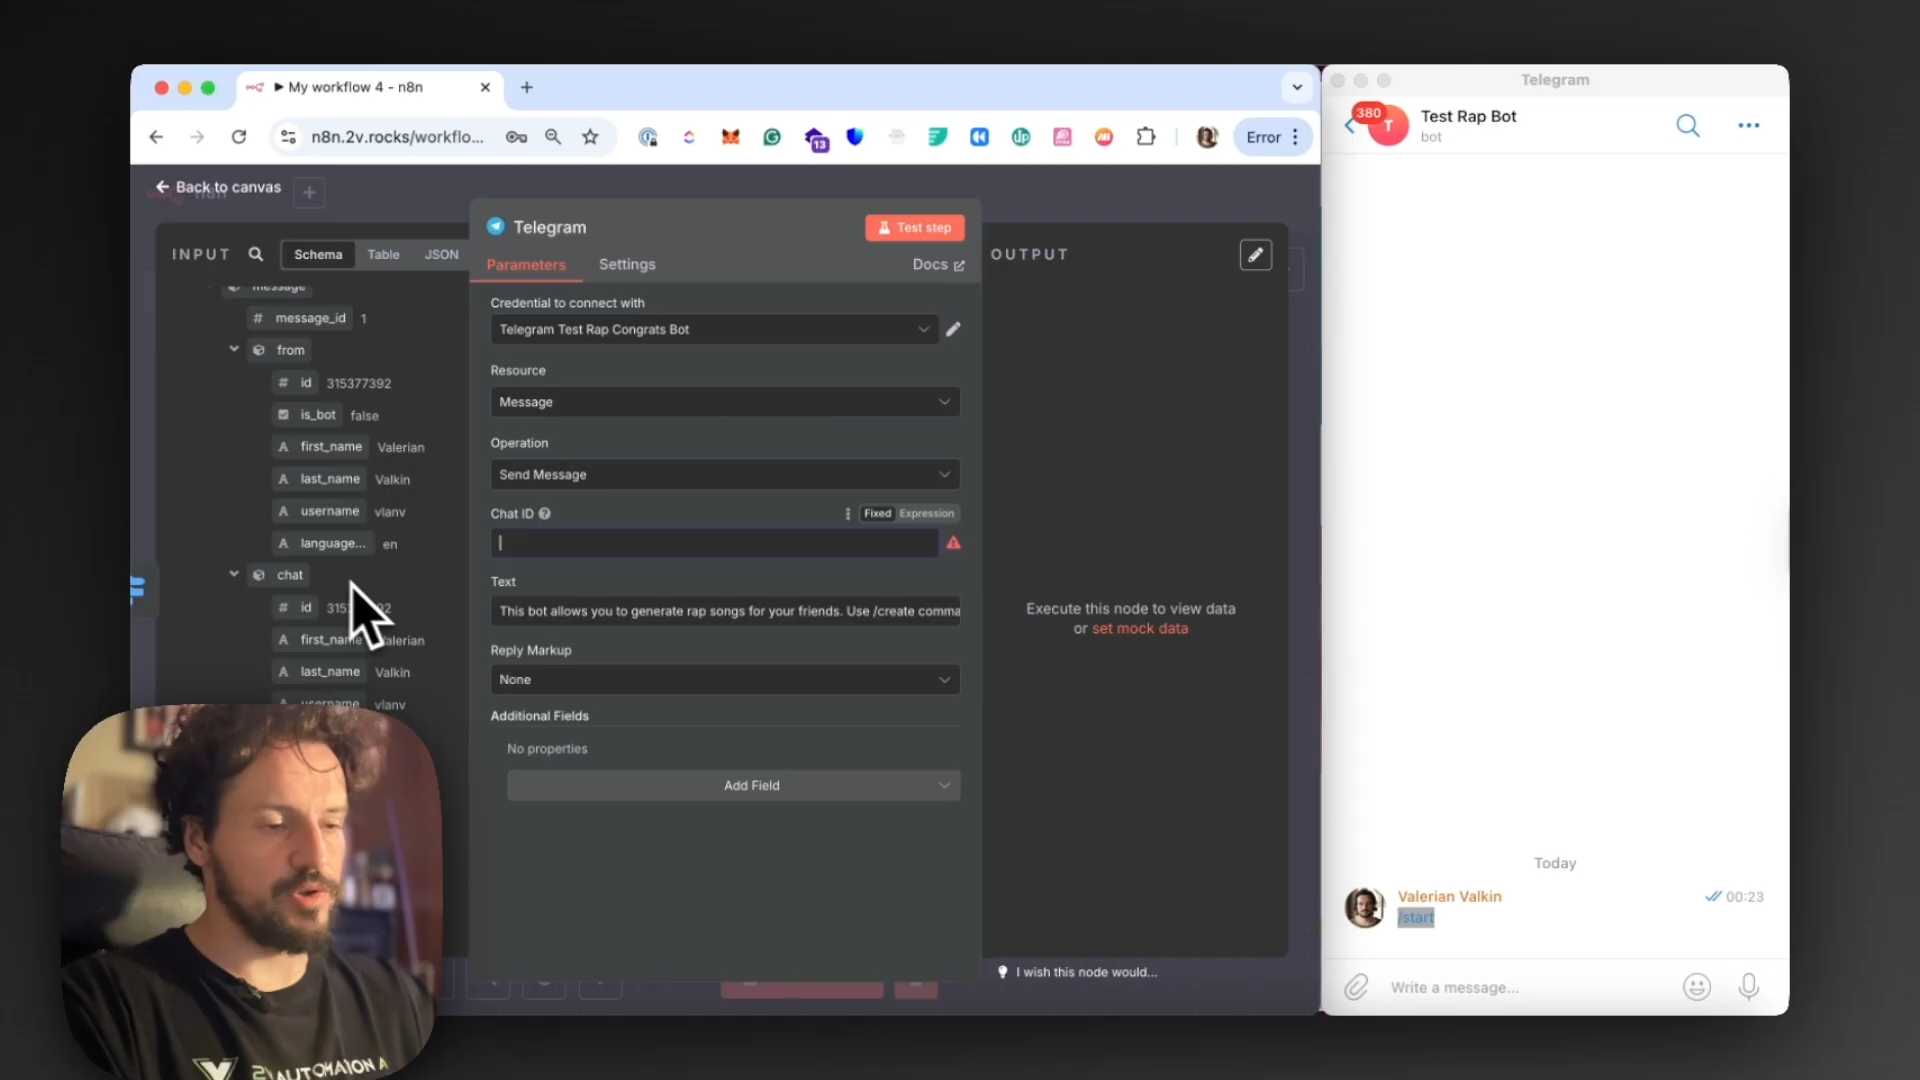 My workflow 4 - n8n
n8n.2v.rocks/workflo...
13
Error
Back to canvas
INPUT
Schema
Table
JSON
message
# message_id 1
from
# id 315377392
is_bot false
A first_name Valerian
A last_name Valkin
A username vlanv
A language... en
chat
# id
A first_name
A last_name Valkin
A username vlanv
Telegram
Test step
Parameters
Settings
Docs
Credential to connect with
Telegram Test Rap Congrats Bot
Resource
Message
Operation
Send Message
Chat ID
Fixed
Expression
Text
This bot allows you to generate rap songs for your friends. Use /create comma
Reply Markup
None
Additional Fields
No properties
Add Field
OUTPUT
Execute this node to view data
or set mock data
I wish this node would...
Telegram
380
T
Test Rap Bot
bot
Today
Valerian Valkin
00:23
/start
Write a message...